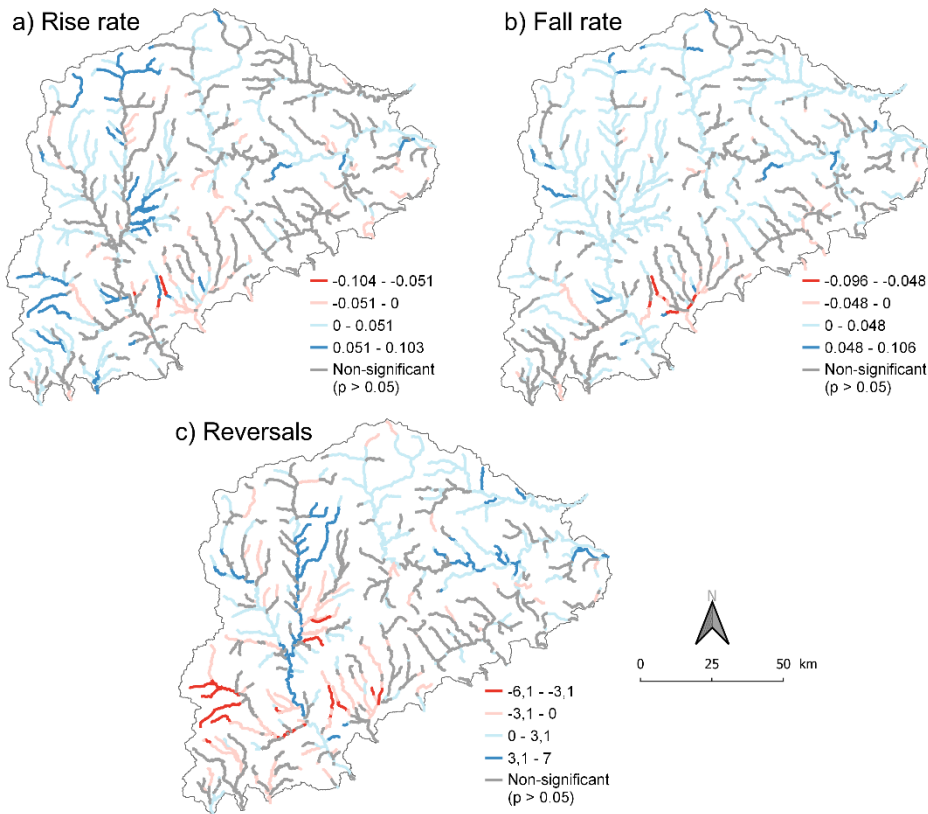 a) Rise rate
b) Fall rate
-0.104 - -0.051
-0.051 - 0
0 - 0.051
0.051 - 0.103
Non-significant
(p > 0.05)
-0.096 - -0.048
-0.048 - 0
0 - 0.048
0.048 - 0.106
Non-significant
(p > 0.05)
c) Reversals
N
0 25 50 km
-6,1 - -3,1
-3,1 - 0
0 - 3,1
3,1 - 7
Non-significant
(p > 0.05)